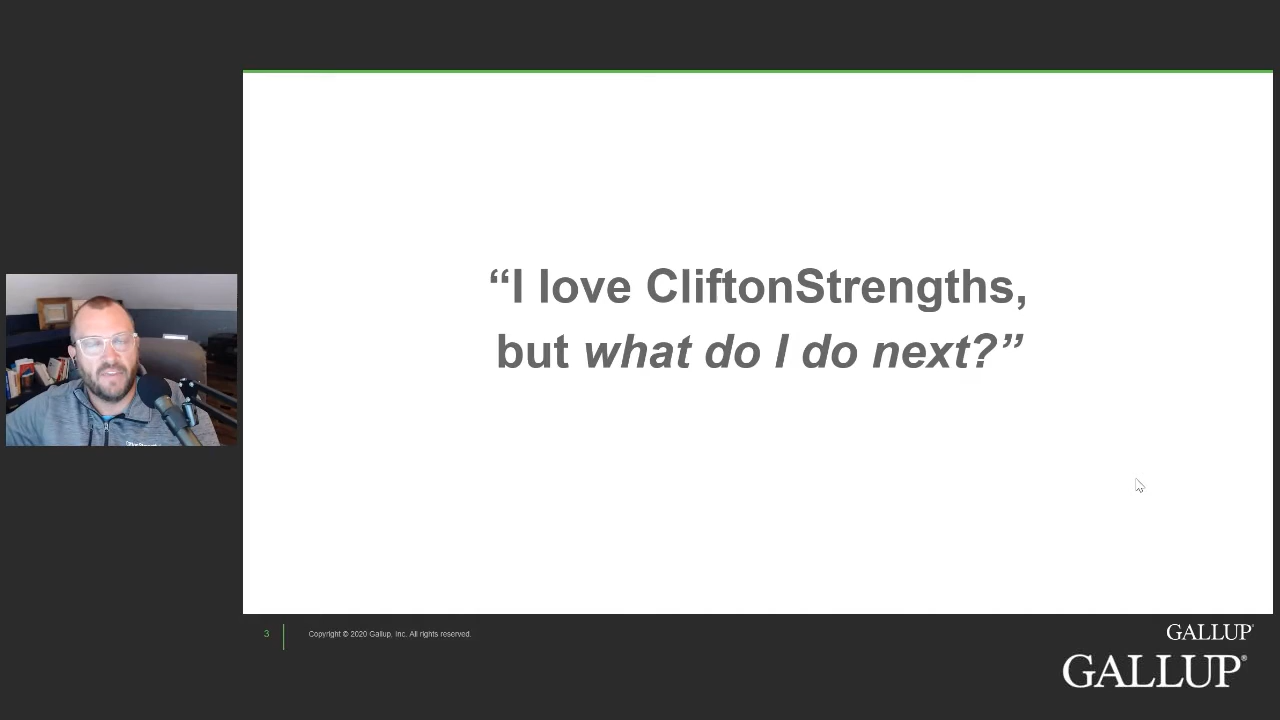 “I love CliftonStrengths,
but what do I do next?”
3
Copyright © 2020 Gallup, Inc. All rights reserved.
GALLUP®
GALLUP®